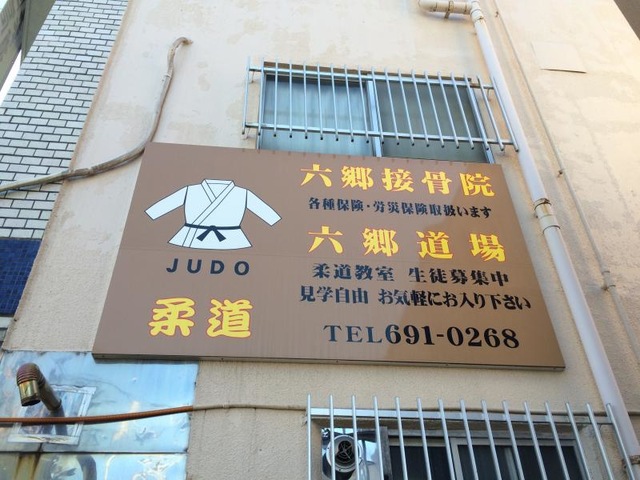 六郷接骨院
各種保険・労災保険取扱います
六郷道場
柔道教室 生徒募集中
見学自由 お気軽にお入り下さい
TEL691-0268
JUDO
柔道